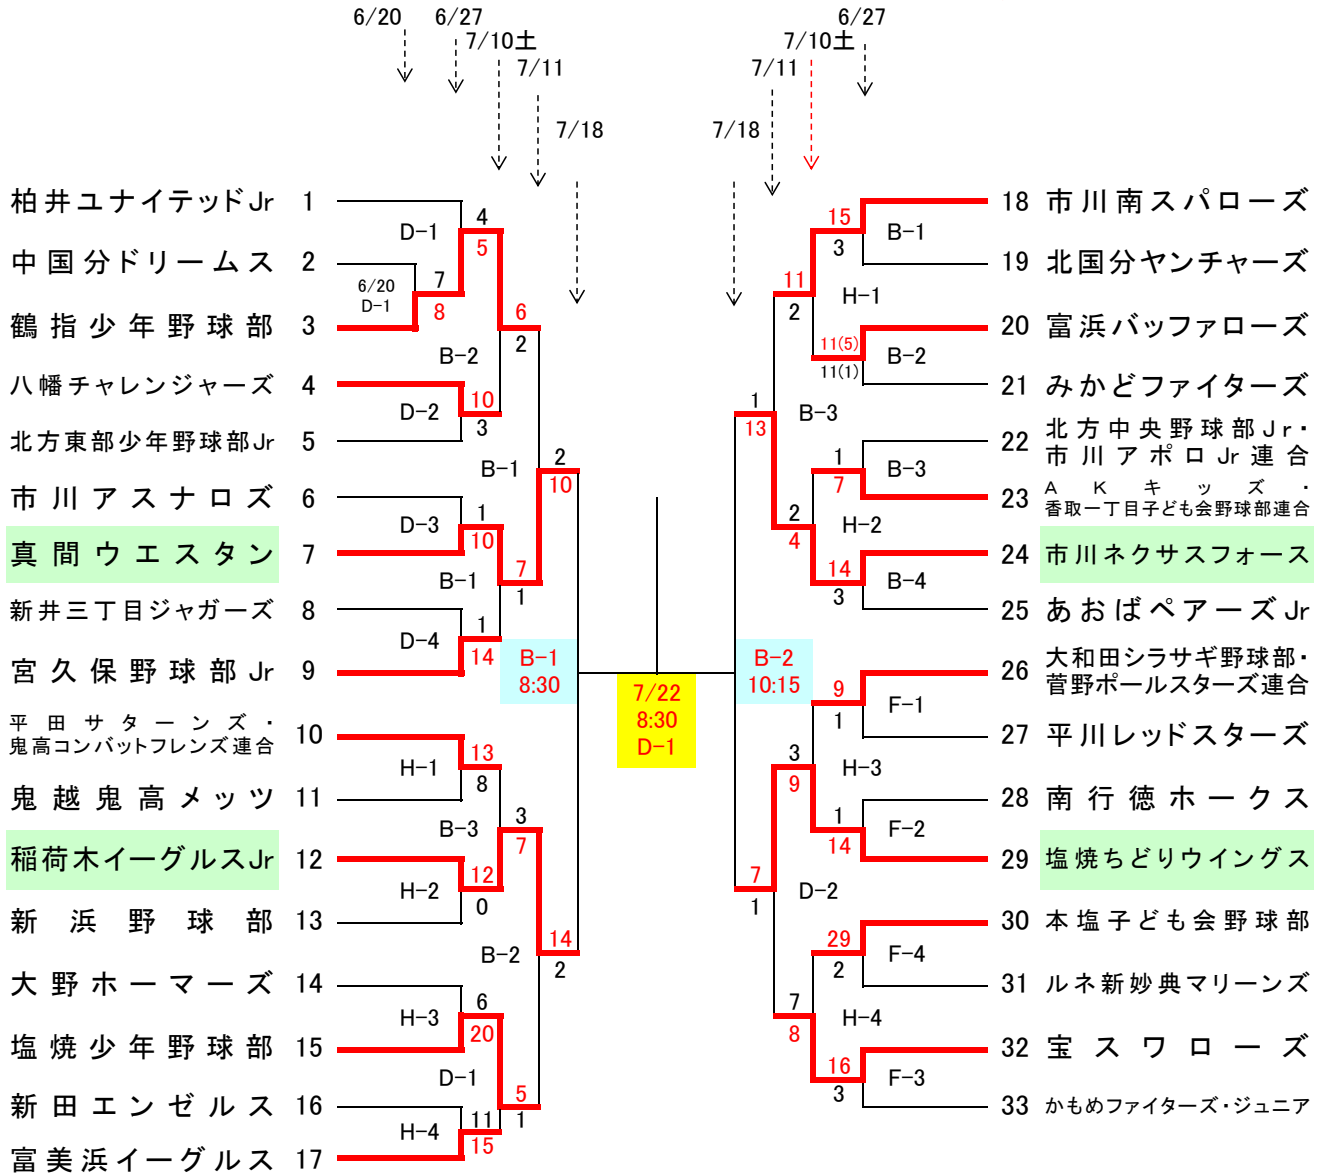 6/20
6/27
7/10土
7/11
7/18
6/27
7/10土
7/11
7/18
柏井ユナイテッドJr 1
中国分ドリームス 2
鶴指少年野球部 3
八幡チャレンジャーズ 4
北方東部少年野球部Jr 5
市川アスナロズ 6
真間ウエスタン 7
新井三丁目ジャガーズ 8
宮久保野球部Jr 9
平田サターンズ・
鬼高コンバットフレンズ連合 10
鬼越鬼高メッツ 11
稲荷木イーグルスJr 12
新浜野球部 13
大野ホーマーズ 14
塩焼少年野球部 15
新田エンゼルス 16
富美浜イーグルス 17
D-1
4
5
6/20
D-1
7
8
B-2
6
2
D-2
10
3
B-1
2
10
D-3
1
10
B-1
7
1
D-4
1
14
H-1
13
8
B-3
3
7
H-2
12
0
B-2
14
2
H-3
6
20
D-1
5
1
H-4
11
15
B-1
8:30
7/22
8:30
D-1
B-2
10:15
15
3
B-1
11
2
H-1
11(5)
11(1)
B-2
1
13
B-3
1
7
B-3
2
4
H-2
14
3
B-4
9
1
F-1
3
9
H-3
1
14
F-2
7
1
D-2
29
2
F-4
7
8
H-4
16
3
F-3
18 市川南スパローズ
19 北国分ヤンチャーズ
20 富浜バッファローズ
21 みかどファイターズ
22 北方中央野球部Jr・
市川アポロJr連合
23 AKキッズ・
香取一丁目子ども会野球部連合
24 市川ネクサスフォース
25 あおばペアーズJr
26 大和田シラサギ野球部・
菅野ポールスターズ連合
27 平川レッドスターズ
28 南行徳ホークス
29 塩焼ちどりウイングス
30 本塩子ども会野球部
31 ルネ新妙典マリーンズ
32 宝スワローズ
33 かもめファイターズ・ジュニア